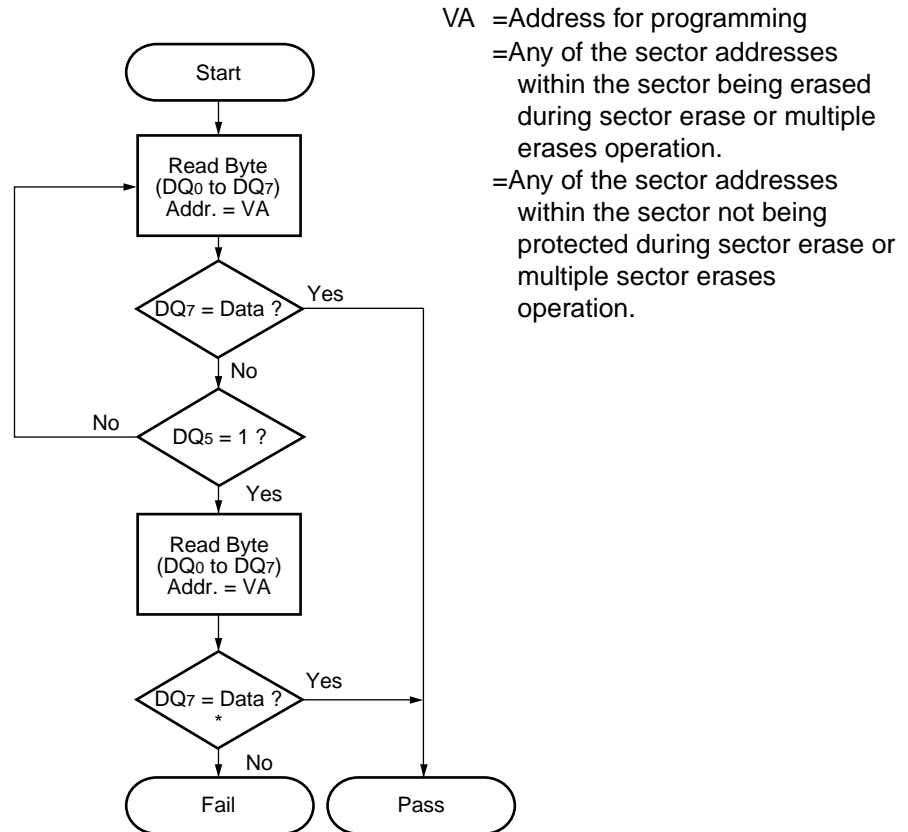 VA =Address for programming
=Any of the sector addresses
within the sector being erased
during sector erase or multiple
erases operation.
=Any of the sector addresses
within the sector not being
protected during sector erase or
multiple sector erases
operation.
Start
Read Byte
(DQ0 to DQ7)
Addr. = VA
DQ7 = Data ?
Yes
No
DQ5 = 1 ?
No
Yes
Read Byte
(DQ0 to DQ7)
Addr. = VA
DQ7 = Data ?
*
Yes
No
Fail
Pass